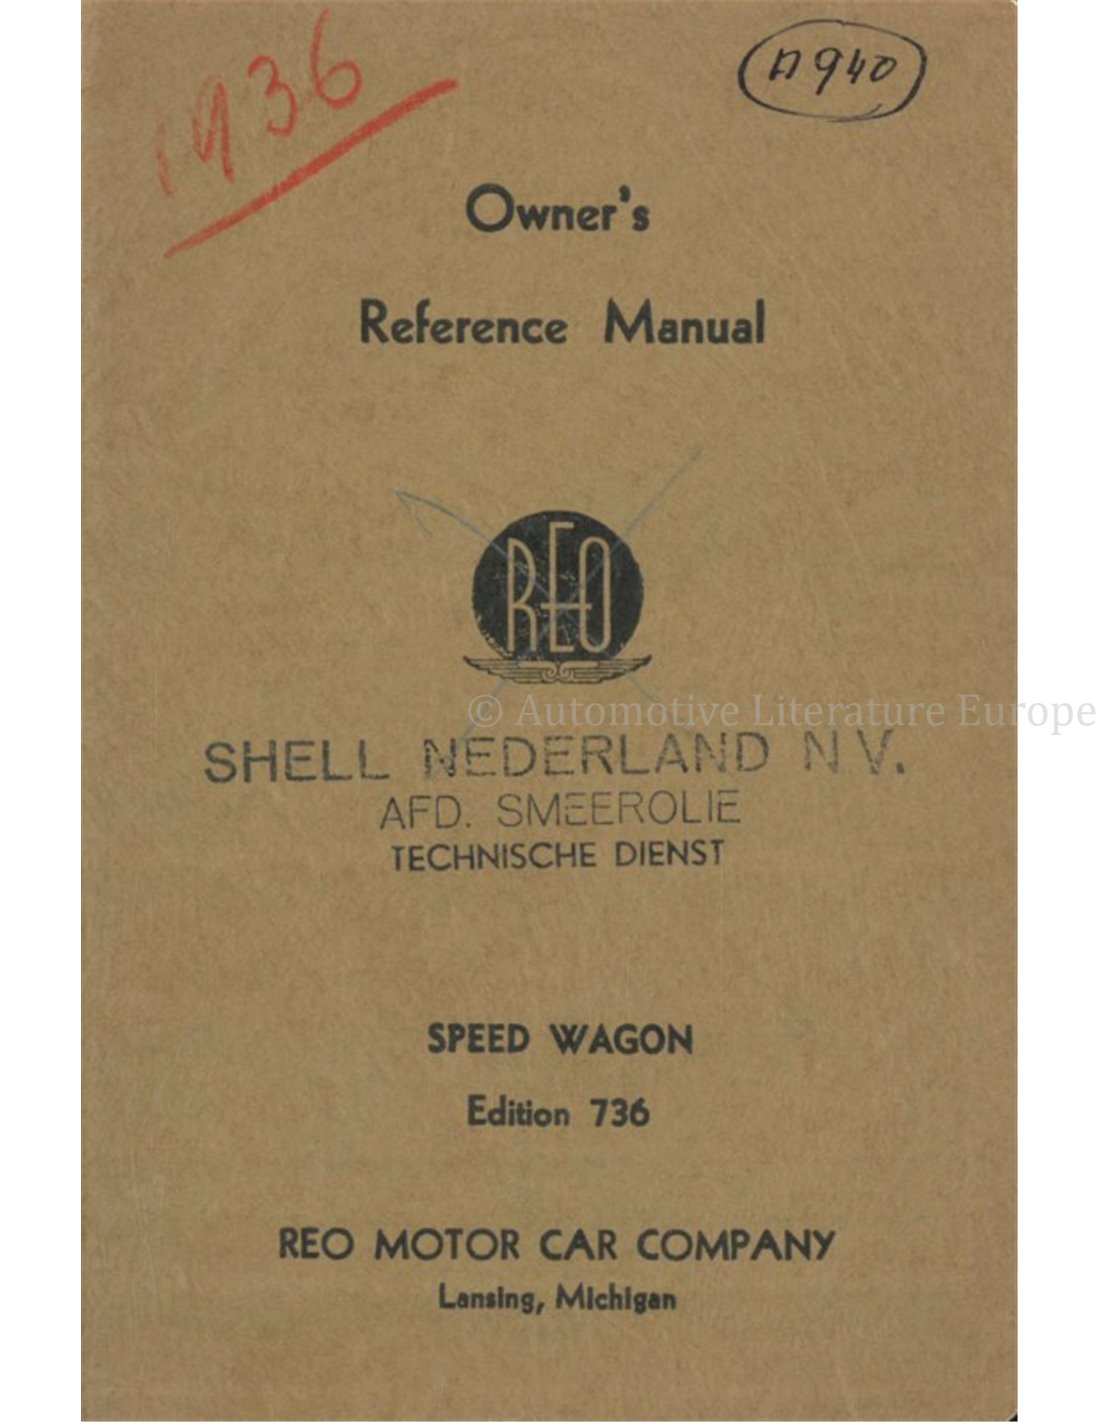 1936
A940
Owner's
Reference Manual
REO
© Automotive Literature Europe
SHELL NEDERLAND N.V.
AFD. SMEEROLIE
TECHNISCHE DIENST
SPEED WAGON
Edition 736
REO MOTOR CAR COMPANY
Lansing, Michigan